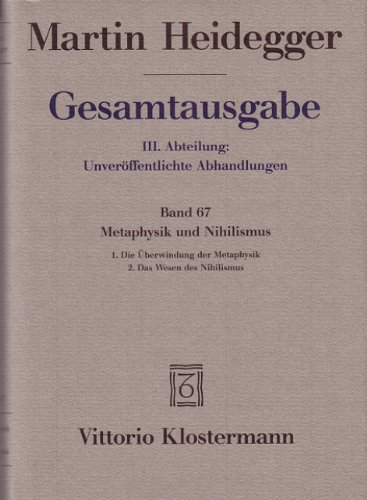 Martin Heidegger
Gesamtausgabe
III. Abteilung:
Unveröffentlichte Abhandlungen
Band 67
Metaphysik und Nihilismus
1. Die Überwindung der Metaphysik
2. Das Wesen des Nihilismus
Vittorio Klostermann